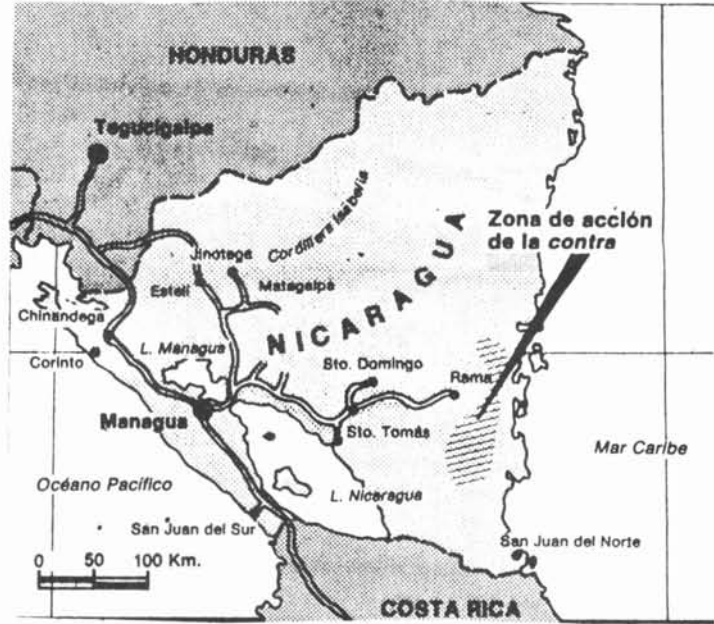 HONDURAS
Tegucigalpa
Cordillera Isabelia
Zona de acción
de la contra
Jinotega
Estelí
Matagalpa
NICARAGUA
Chinandega
L. Managua
Corinto
Sto. Domingo
Rama
Managua
Sto. Tomás
Mar Caribe
Océano Pacífico
L. Nicaragua
San Juan del Sur
San Juan del Norte
0 50 100 Km.
COSTA RICA